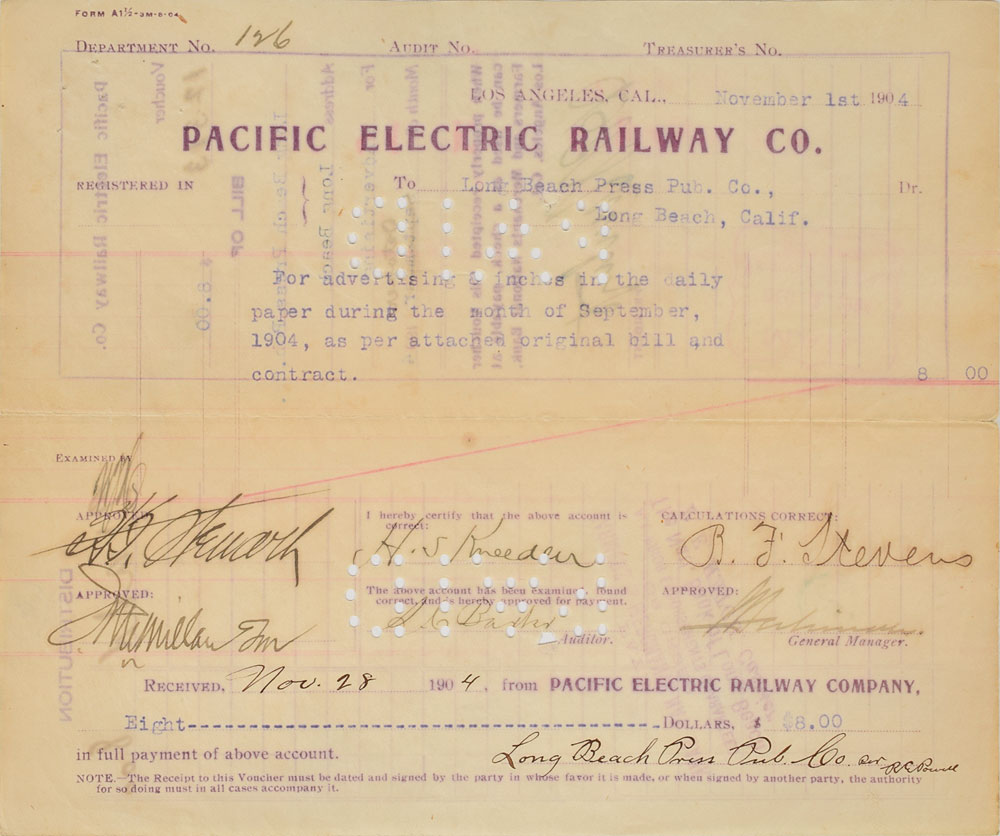 FORM A1½-3M-8-04
DEPARTMENT NO. 126 AUDIT NO. TREASURER'S NO.
LOS ANGELES, CAL., November 1st 1904
PACIFIC ELECTRIC RAILWAY CO.
REGISTERED IN To Long Beach Press Pub. Co., Dr.
Long Beach, Calif.
For advertising inches in the daily
paper during the month of September,
1904, as per attached original bill and
contract. 8 00
EXAMINED BY
APPROVED: I hereby certify that the above account is correct: CALCULATIONS CORRECT:
H. S Kneedler B. F. Stevens
APPROVED: The above account has been examined, found correct, and is hereby approved for payment. APPROVED:
McMillan
Auditor. General Manager.
RECEIVED, Nov. 28 1904, from PACIFIC ELECTRIC RAILWAY COMPANY,
Eight------------------------------------------DOLLARS, $ $8.00
in full payment of above account. Long Beach Press Pub. Co. per R E Powell
NOTE.—The Receipt to this Voucher must be dated and signed by the party in whose favor it is made, or when signed by another party, the authority
for so doing must in all cases accompany it.